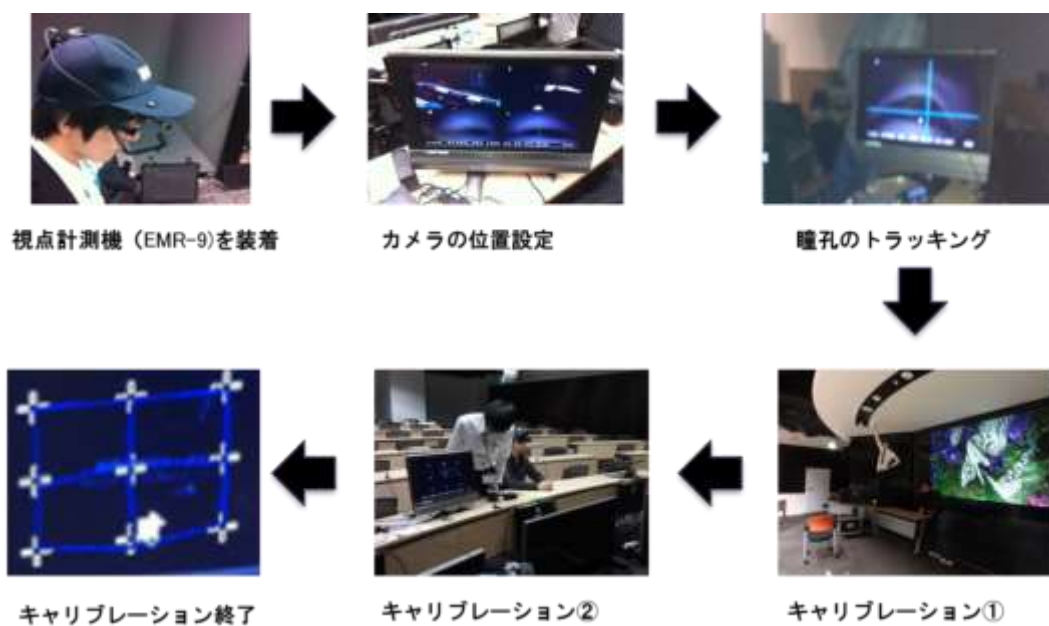 視点計測機（EMR-9)を装着
カメラの位置設定
瞳孔のトラッキング
キャリブレーション①
キャリブレーション②
キャリブレーション終了